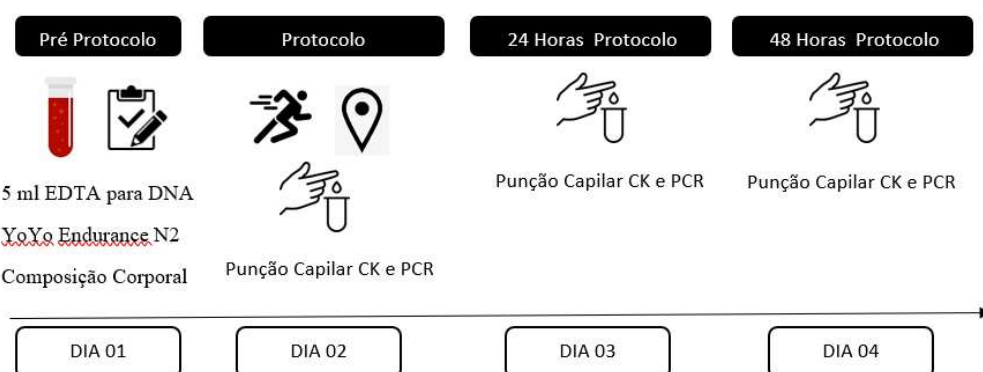 Pré Protocolo
Protocolo
24 Horas Protocolo
48 Horas Protocolo
5 ml EDTA para DNA
YoYo Endurance N2
Composição Corporal
Punção Capilar CK e PCR
Punção Capilar CK e PCR
Punção Capilar CK e PCR
DIA 01
DIA 02
DIA 03
DIA 04